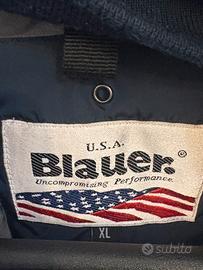 U.S.A.
Blauer.®
Uncompromising Performance.
XL
subito